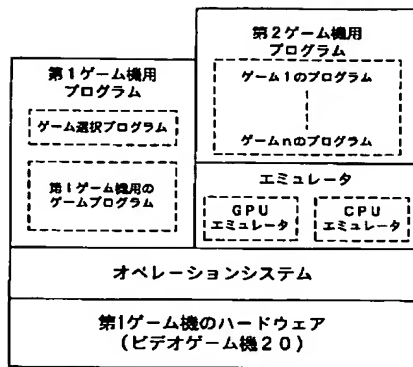 第1ゲーム機用
プログラム
ゲーム選択プログラム
第1ゲーム機用の
ゲームプログラム
第2ゲーム機用
プログラム
ゲーム1のプログラム
ゲームnのプログラム
エミュレータ
GPU
エミュレータ
CPU
エミュレータ
オペレーションシステム
第1ゲーム機のハードウェア
(ビデオゲーム機20)